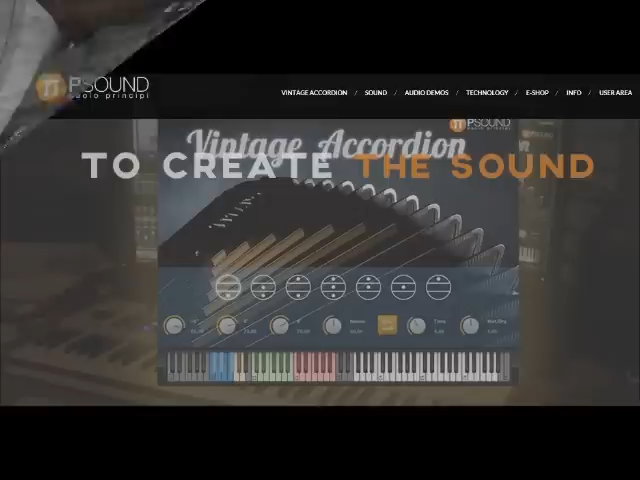 PSOUND
paolo principi
VINTAGE ACCORDION / SOUND / AUDIO DEMOS / TECHNOLOGY / E-SHOP / INFO / USER AREA
PSOUND
Vintage Accordion
TO CREATE THE SOUND